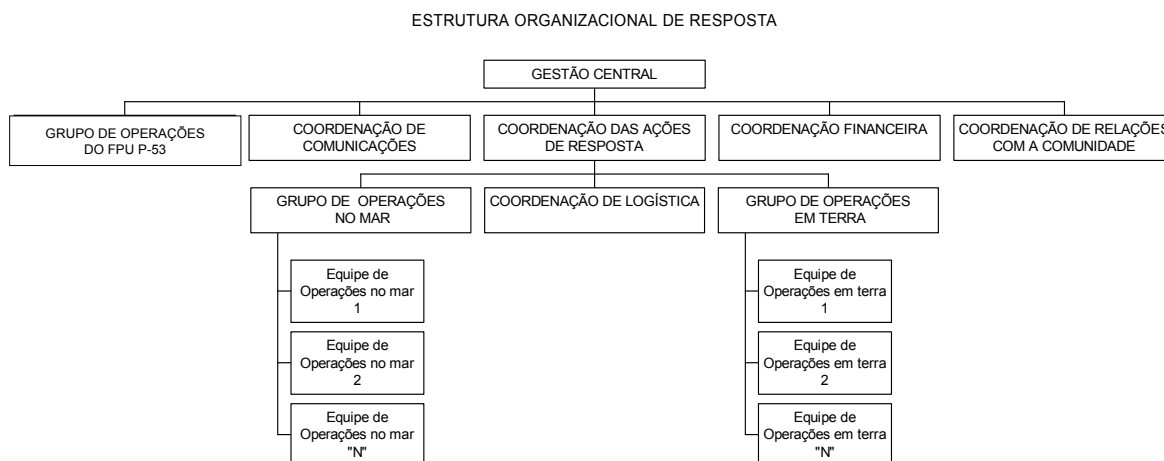 ESTRUTURA ORGANIZACIONAL DE RESPOSTA
GESTÃO CENTRAL
GRUPO DE OPERAÇÕES
DO FPU P-53
COORDENAÇÃO DE
COMUNICAÇÕES
COORDENAÇÃO DAS AÇÕES
DE RESPOSTA
COORDENAÇÃO FINANCEIRA
COORDENAÇÃO DE RELAÇÕES
COM A COMUNIDADE
GRUPO DE OPERAÇÕES
NO MAR
COORDENAÇÃO DE LOGÍSTICA
GRUPO DE OPERAÇÕES
EM TERRA
Equipe de
Operações no mar
1
Equipe de
Operações no mar
2
Equipe de
Operações no mar
"N"
Equipe de
Operações em terra
1
Equipe de
Operações em terra
2
Equipe de
Operações em terra
"N"